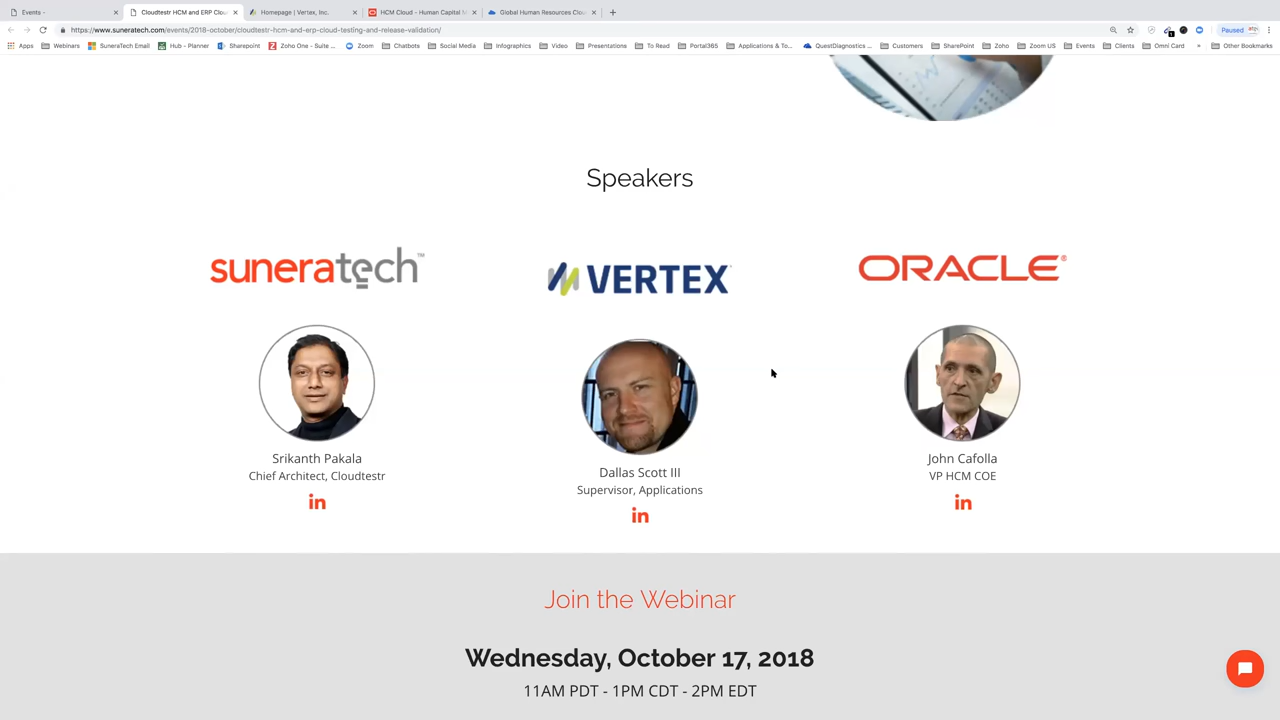 Events -
Cloudtestr HCM and ERP Clou
Homepage | Vertex, Inc.
HCM Cloud – Human Capital M
Global Human Resources Clou
https://www.suneratech.com/events/2018-october/cloudtestr-hcm-and-erp-cloud-testing-and-release-validation/
Paused
Apps
Webinars
SuneraTech Email
Hub - Planner
Sharepoint
Zoho One - Suite ...
Zoom
Chatbots
Social Media
Infographics
Video
Presentations
To Read
Portal365
Applications & To...
QuestDiagnostics ...
Customers
SharePoint
Zoho
Zoom US
Events
Clients
Omni Card
»
Other Bookmarks
Speakers
suneratech™
VERTEX
ORACLE®
Srikanth Pakala
Chief Architect, Cloudtestr
in
Dallas Scott III
Supervisor, Applications
in
John Cafolla
VP HCM COE
in
Join the Webinar
Wednesday, October 17, 2018
11AM PDT - 1PM CDT - 2PM EDT